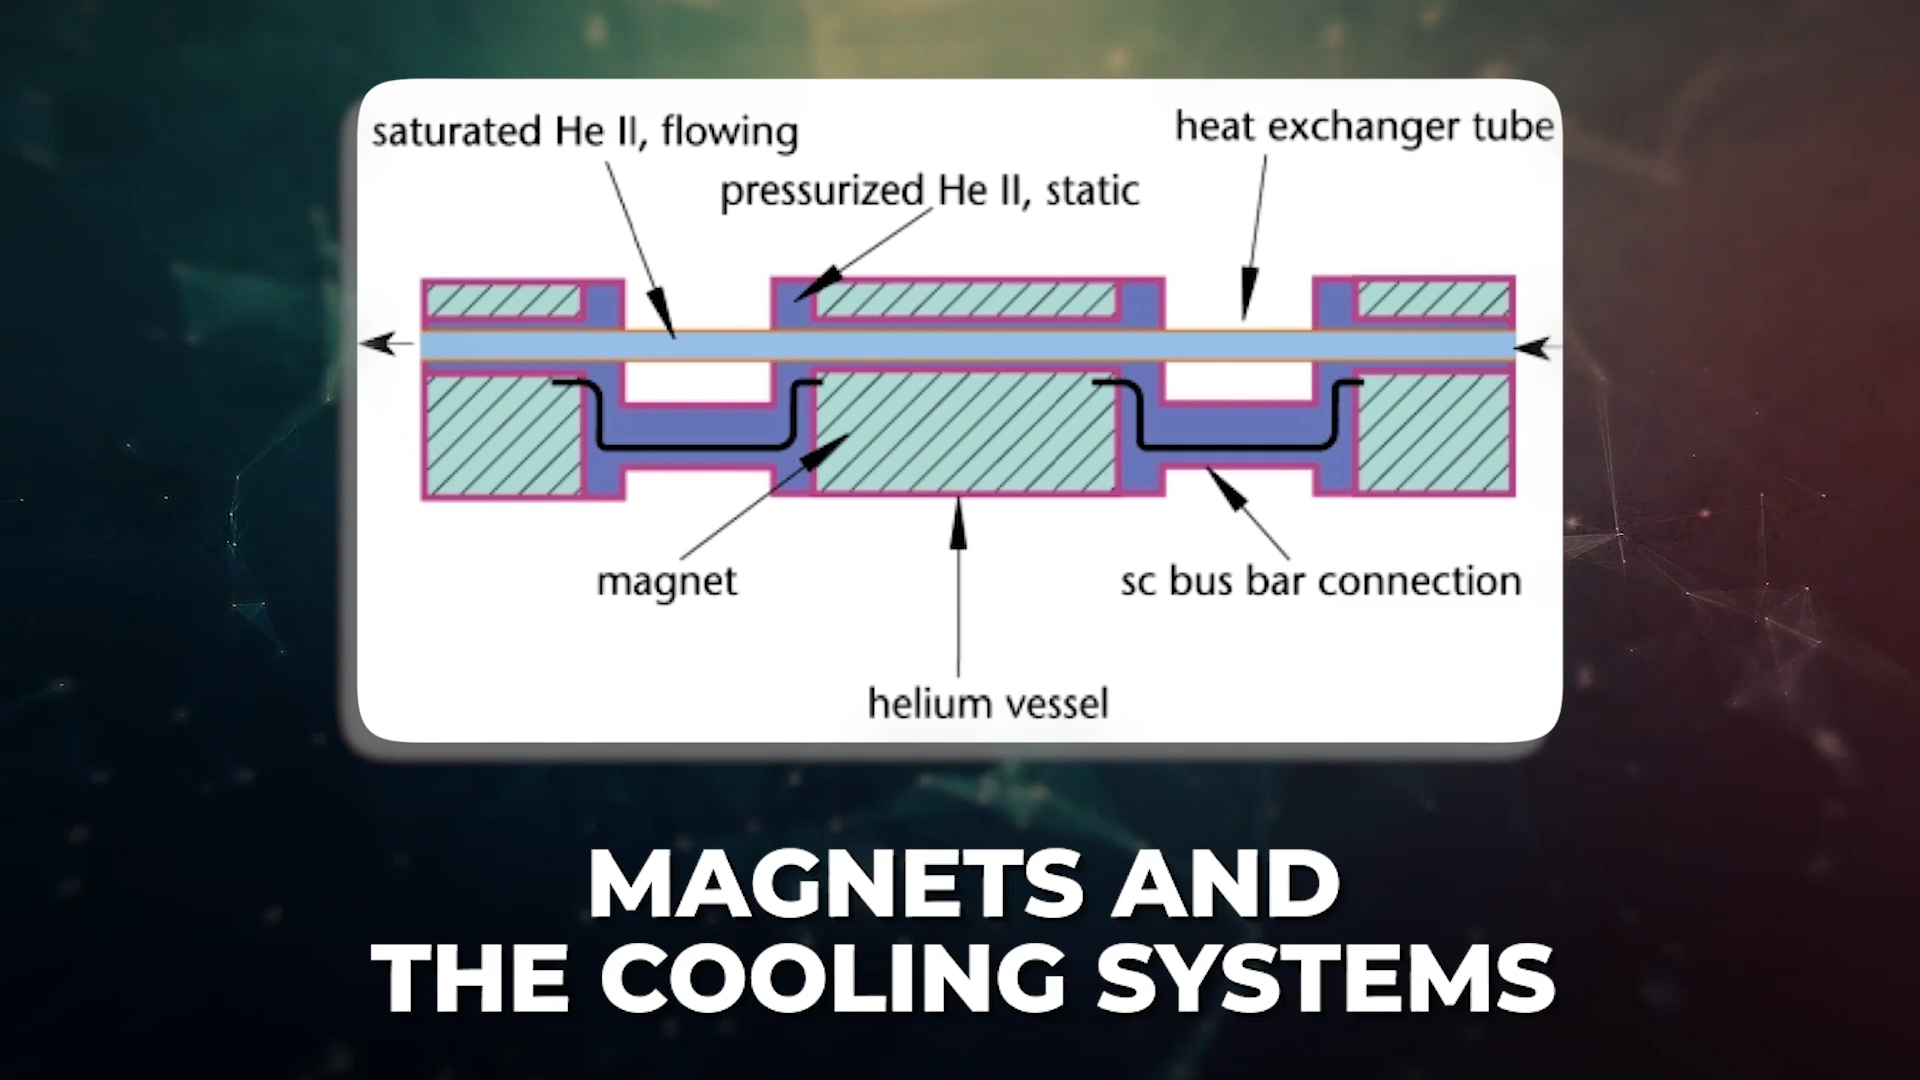 saturated He II, flowing
heat exchanger tube
pressurized He II, static
magnet
sc bus bar connection
helium vessel
MAGNETS AND
THE COOLING SYSTEMS